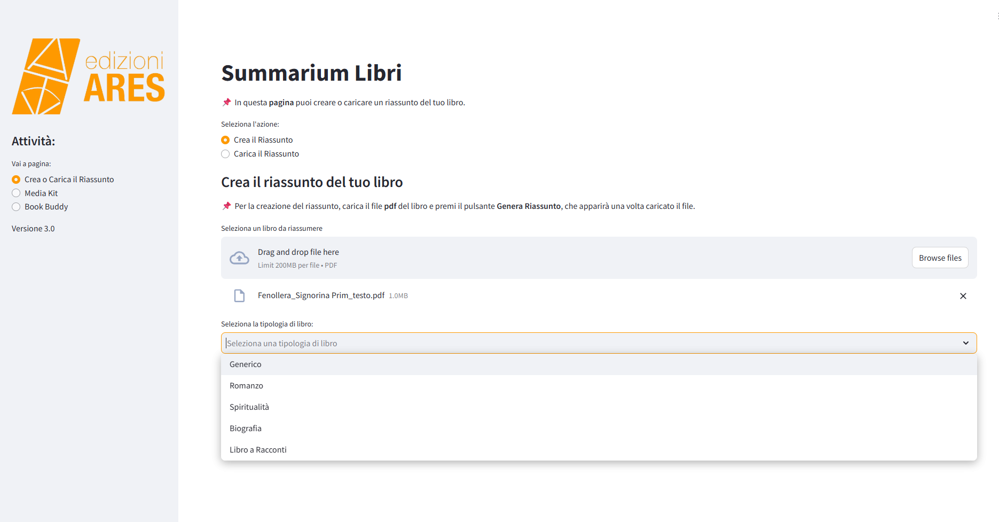 edizioni
ARES
Attività:
Vai a pagina:
Crea o Carica il Riassunto
Media Kit
Book Buddy
Versione 3.0
Summarium Libri
📌 In questa pagina puoi creare o caricare un riassunto del tuo libro.
Seleziona l'azione:
Crea il Riassunto
Carica il Riassunto
Crea il riassunto del tuo libro
📌 Per la creazione del riassunto, carica il file pdf del libro e premi il pulsante Genera Riassunto, che apparirà una volta caricato il file.
Seleziona un libro da riassumere
Drag and drop file here
Limit 200MB per file • PDF
Browse files
Fenollera_Signorina Prim_testo.pdf 1.0MB
Seleziona la tipologia di libro:
Seleziona una tipologia di libro
Generico
Romanzo
Spiritualità
Biografia
Libro a Racconti